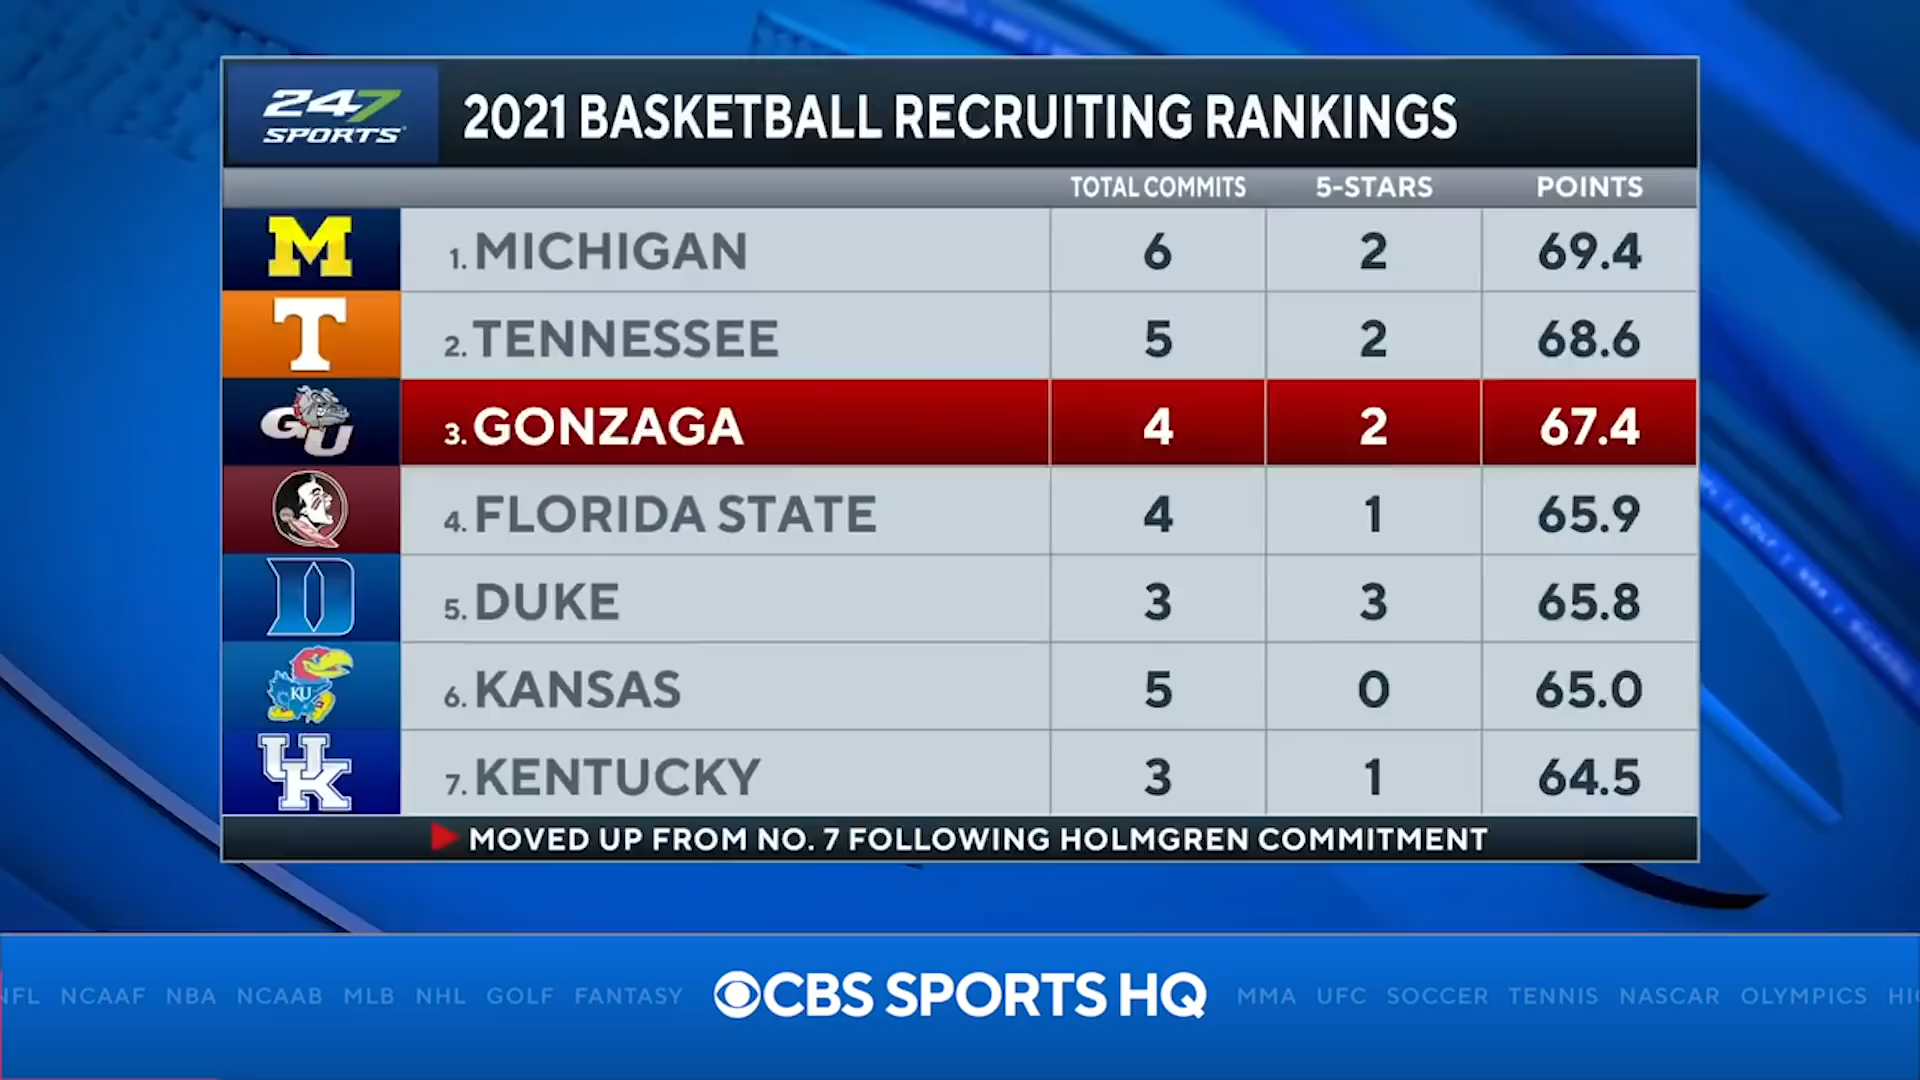 247
SPORTS
2021 BASKETBALL RECRUITING RANKINGS
TOTAL COMMITS 5-STARS POINTS
M 1. MICHIGAN 6 2 69.4
T 2. TENNESSEE 5 2 68.6
GU 3. GONZAGA 4 2 67.4
4. FLORIDA STATE 4 1 65.9
D 5. DUKE 3 3 65.8
KU 6. KANSAS 5 0 65.0
UK 7. KENTUCKY 3 1 64.5
MOVED UP FROM NO. 7 FOLLOWING HOLMGREN COMMITMENT
NFL NCAAF NBA NCAAB MLB NHL GOLF FANTASY CBS SPORTS HQ MMA UFC SOCCER TENNIS NASCAR OLYMPICS